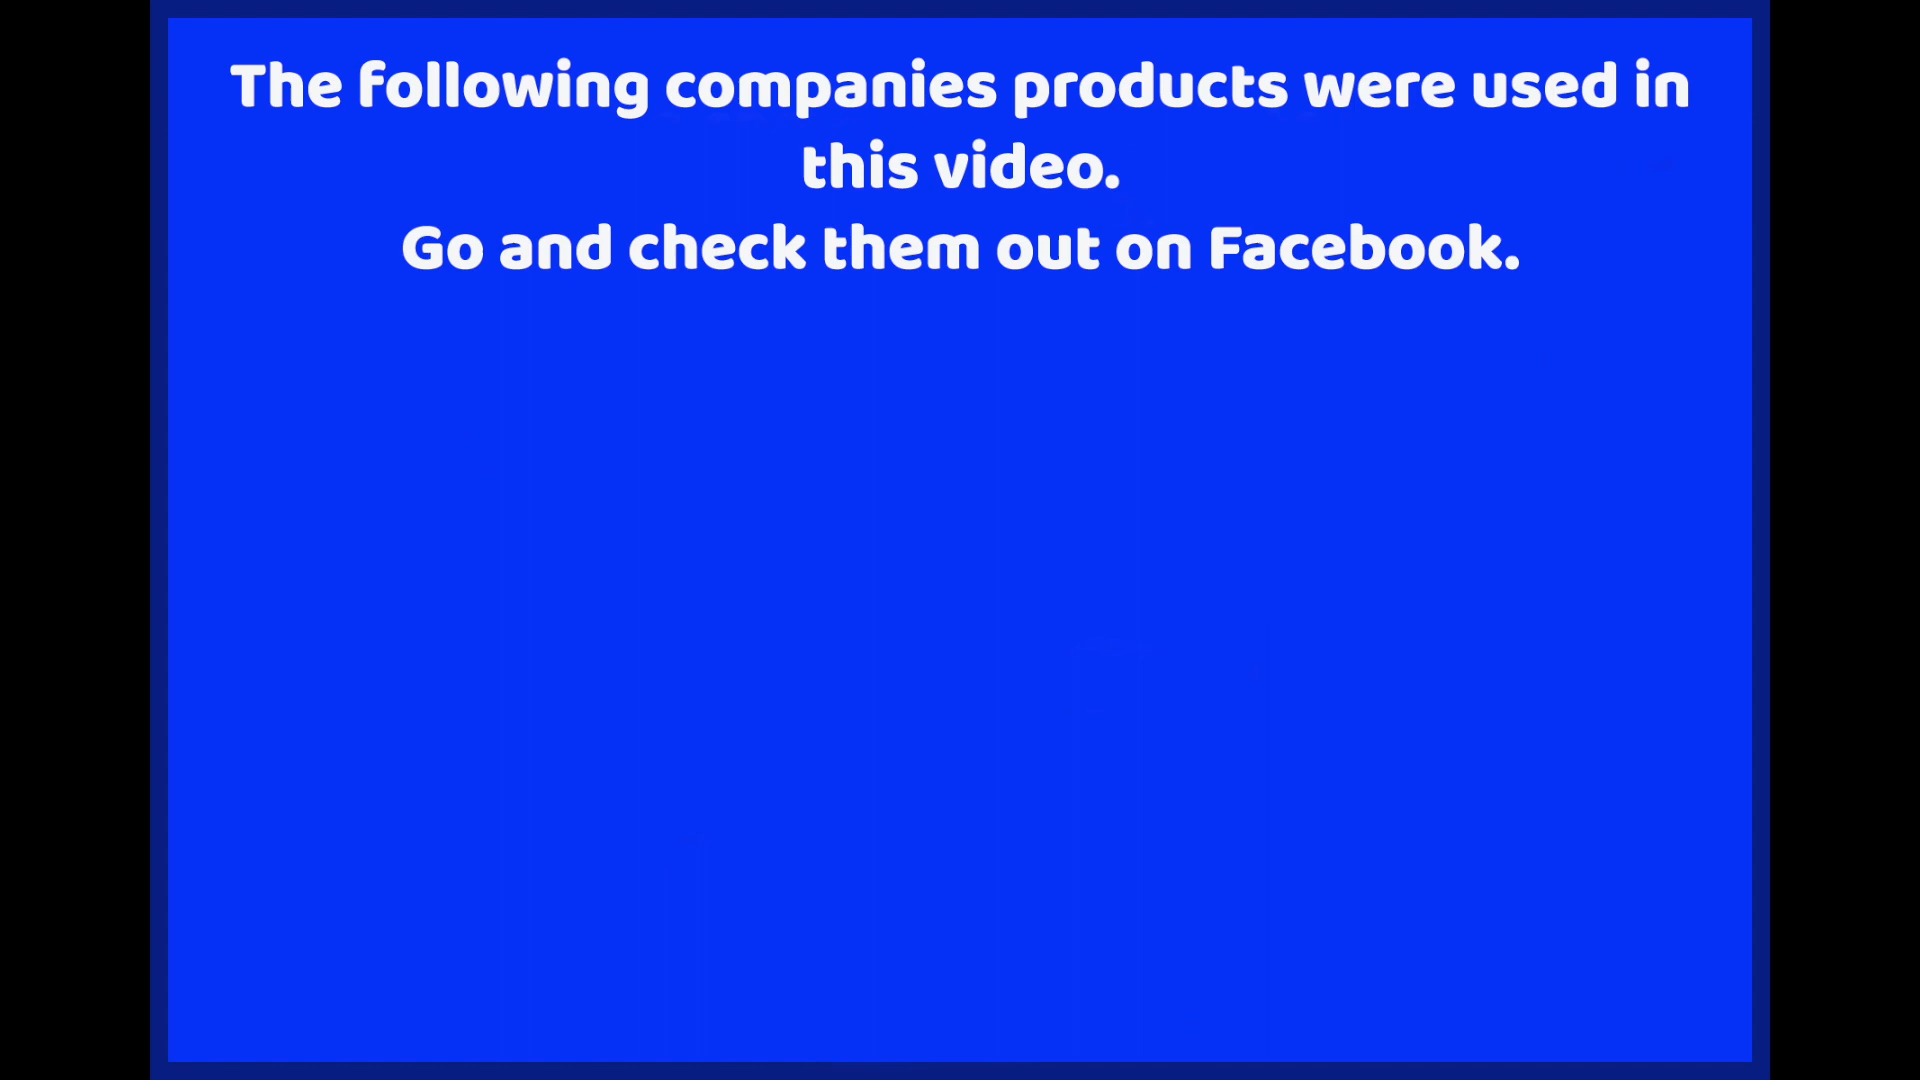 The following companies products were used in
this video.
Go and check them out on Facebook.